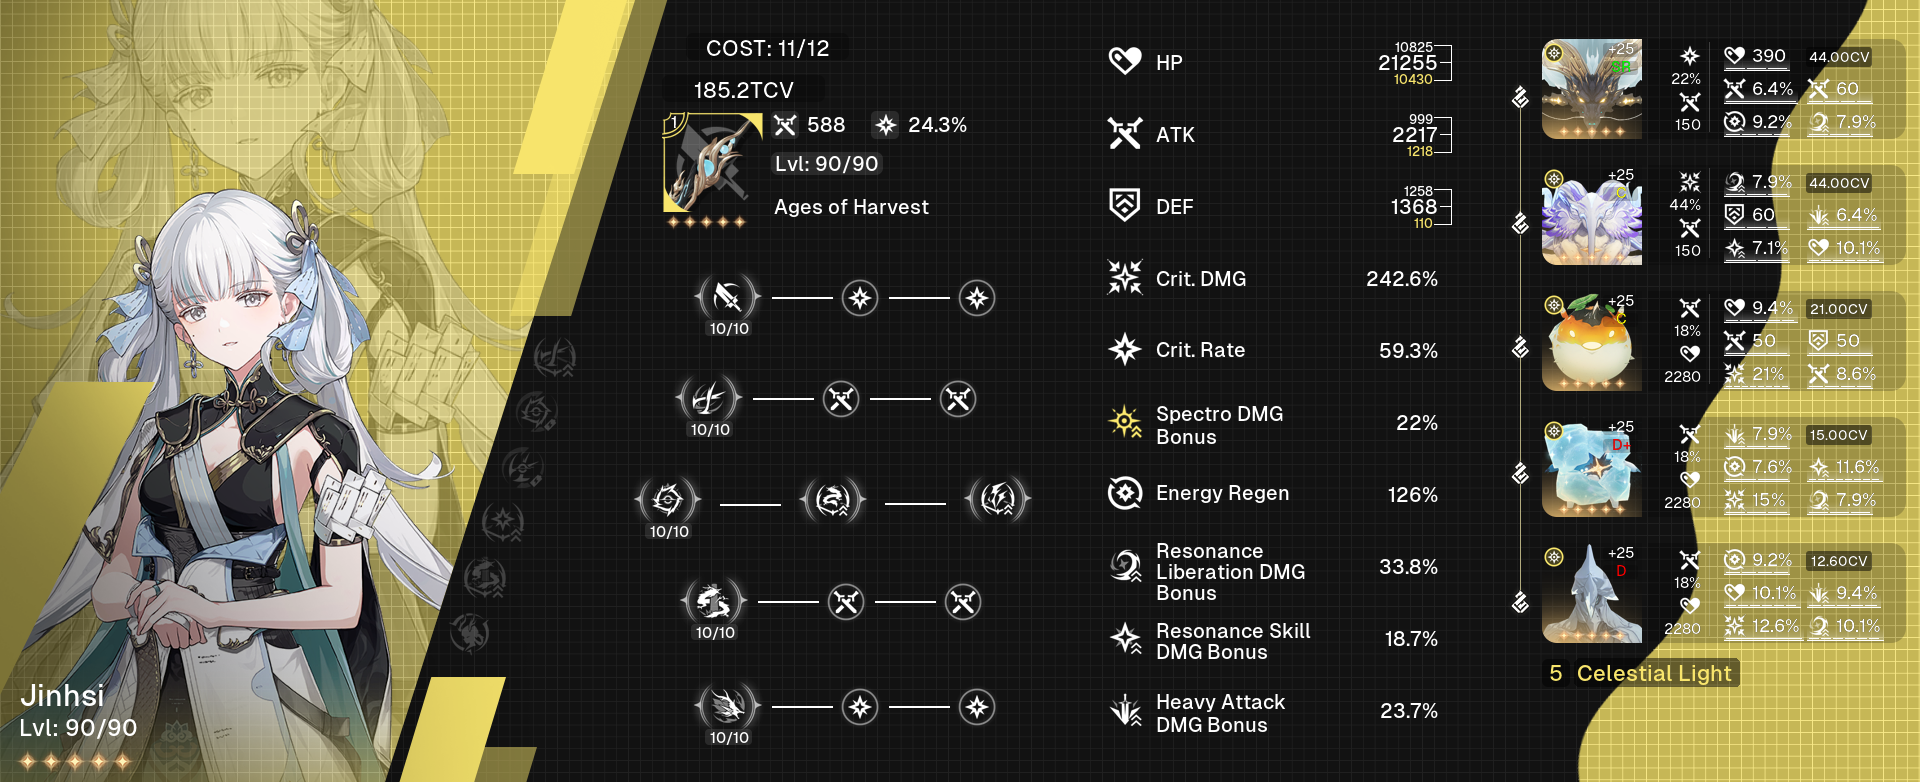 COST: 11/12
185.2TCV
1
588
24.3%
Lvl: 90/90
Ages of Harvest
10/10
10/10
10/10
10/10
10/10
Jinhsi
Lvl: 90/90
HP
10825
21255
10430
ATK
999
2217
1218
DEF
1258
1368
110
Crit. DMG
242.6%
Crit. Rate
59.3%
Spectro DMG
Bonus
22%
Energy Regen
126%
Resonance
Liberation DMG
Bonus
33.8%
Resonance Skill
DMG Bonus
18.7%
Heavy Attack
DMG Bonus
23.7%
+25
22%
150
390
44.00CV
6.4%
60
9.2%
7.9%
+25
C
44%
150
7.9%
44.00CV
60
6.4%
7.1%
10.1%
+25
C
18%
2280
9.4%
21.00CV
50
50
21%
8.6%
+25
D+
18%
2280
7.9%
15.00CV
7.6%
11.6%
15%
7.9%
+25
D
18%
2280
9.2%
12.60CV
10.1%
9.4%
12.6%
10.1%
5 Celestial Light